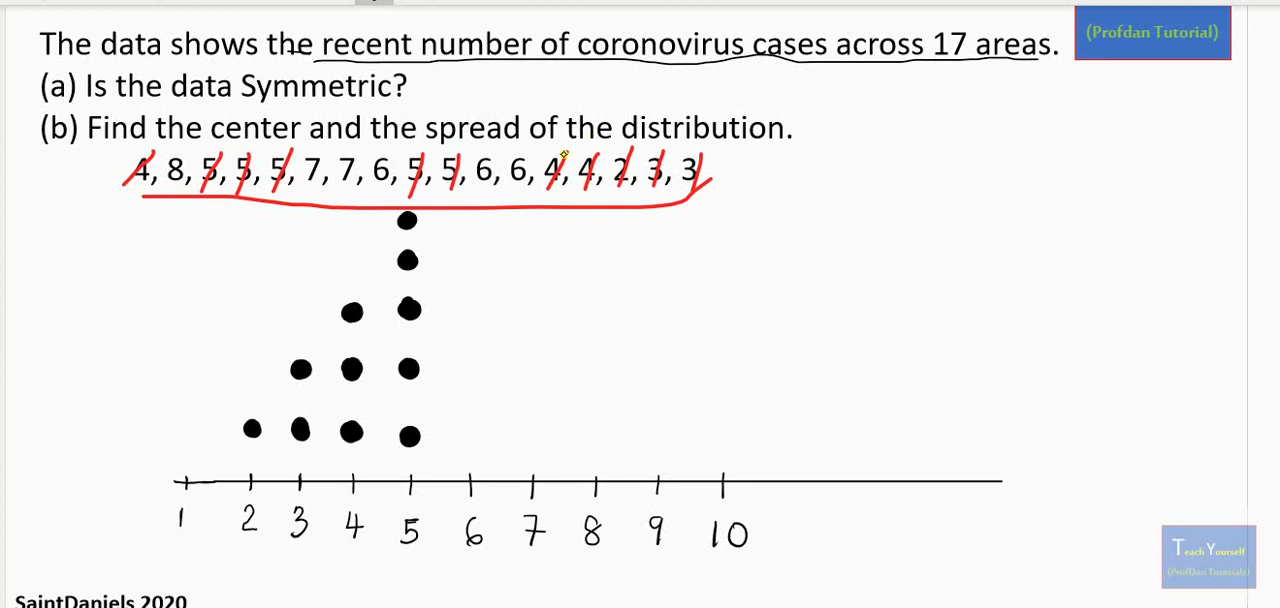 The data shows the recent number of coronovirus cases across 17 areas.
(Profdan Tutorial)
(a) Is the data Symmetric?
(b) Find the center and the spread of the distribution.
4, 8, 5, 5, 5, 7, 7, 6, 5, 5, 6, 6, 4, 4, 2, 3, 3
1 2 3 4 5 6 7 8 9 10
Teach Yourself
(ProfDan Tutorials)
SaintDaniels 2020